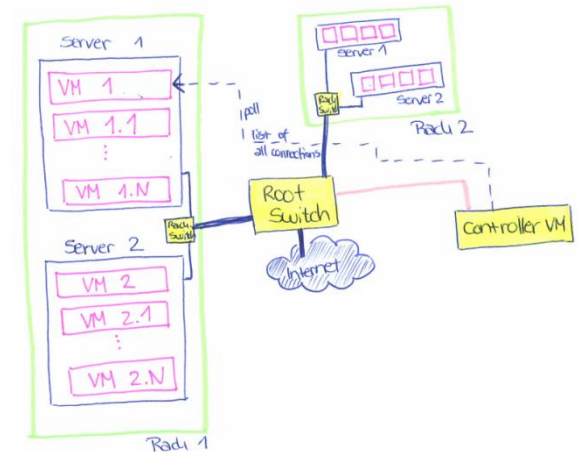 Server 1
VM 1
VM 1.1
VM 1.N
Rack
Switch
Server 2
VM 2
VM 2.1
VM 2.N
Rack 1
poll
list of
all connections
Root
Switch
Internet
Server 1
Rack
Switch
Server 2
Rack 2
Controller VM